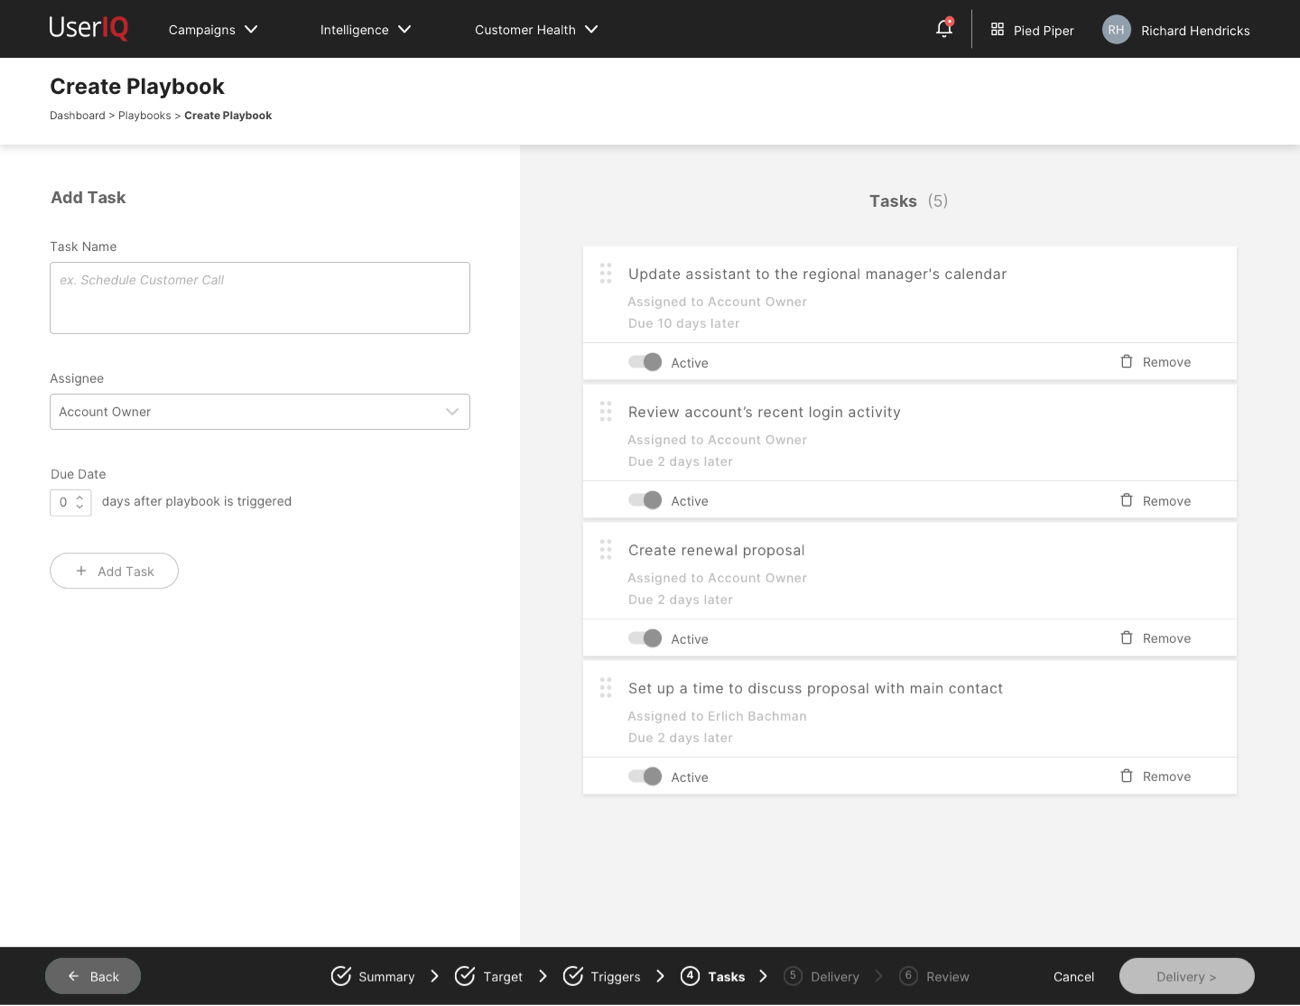 UserIQ
Campaigns
Intelligence
Customer Health
Pied Piper
RH
Richard Hendricks
Create Playbook
Dashboard > Playbooks > Create Playbook
Add Task
Task Name
ex. Schedule Customer Call
Assignee
Account Owner
Due Date
0
days after playbook is triggered
+ Add Task
Tasks (5)
Update assistant to the regional manager's calendar
Assigned to Account Owner
Due 10 days later
Active
Remove
Review account’s recent login activity
Assigned to Account Owner
Due 2 days later
Active
Remove
Create renewal proposal
Assigned to Account Owner
Due 2 days later
Active
Remove
Set up a time to discuss proposal with main contact
Assigned to Erlich Bachman
Due 2 days later
Active
Remove
Back
Summary
Target
Triggers
4 Tasks
5 Delivery
6 Review
Cancel
Delivery >